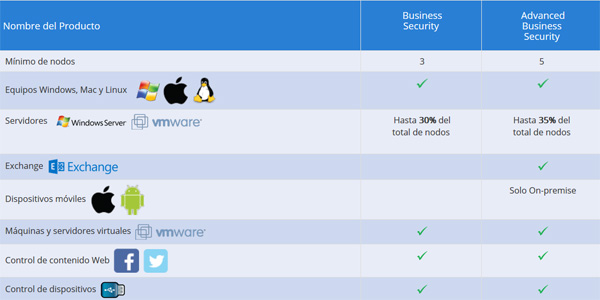 Nombre del Producto
Business
Security
Advanced
Business
Security
Mínimo de nodos 3 5
Equipos Windows, Mac y Linux
Servidores Windows Server vmware
Hasta 30% del
total de nodos
Hasta 35% del
total de nodos
Exchange Exchange
Dispositivos móviles Solo On-premise
Máquinas y servidores virtuales vmware
Control de contenido Web
Control de dispositivos